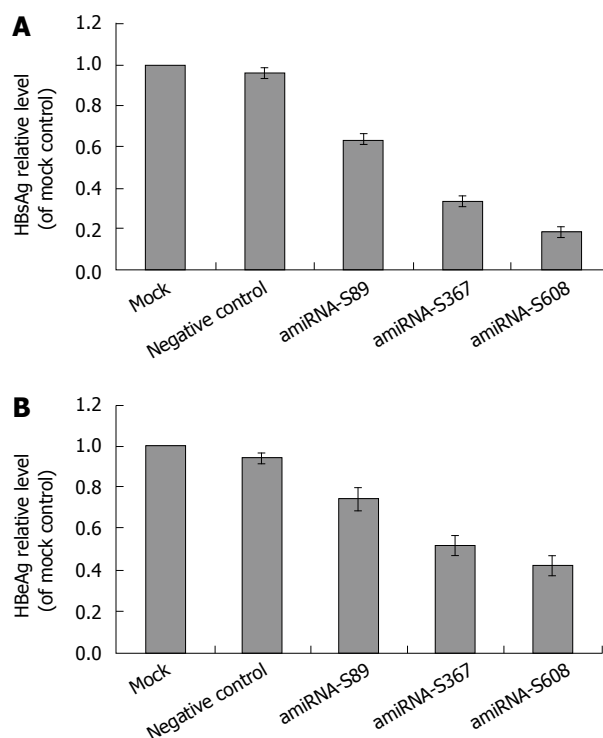 A
HBsAg relative level
(of mock control)
1.2
1.0
0.8
0.6
0.4
0.2
0.0
Mock
Negative control
amiRNA-S89
amiRNA-S367
amiRNA-S608
B
HBeAg relative level
(of mock control)
1.2
1.0
0.8
0.6
0.4
0.2
0.0
Mock
Negative control
amiRNA-S89
amiRNA-S367
amiRNA-S608